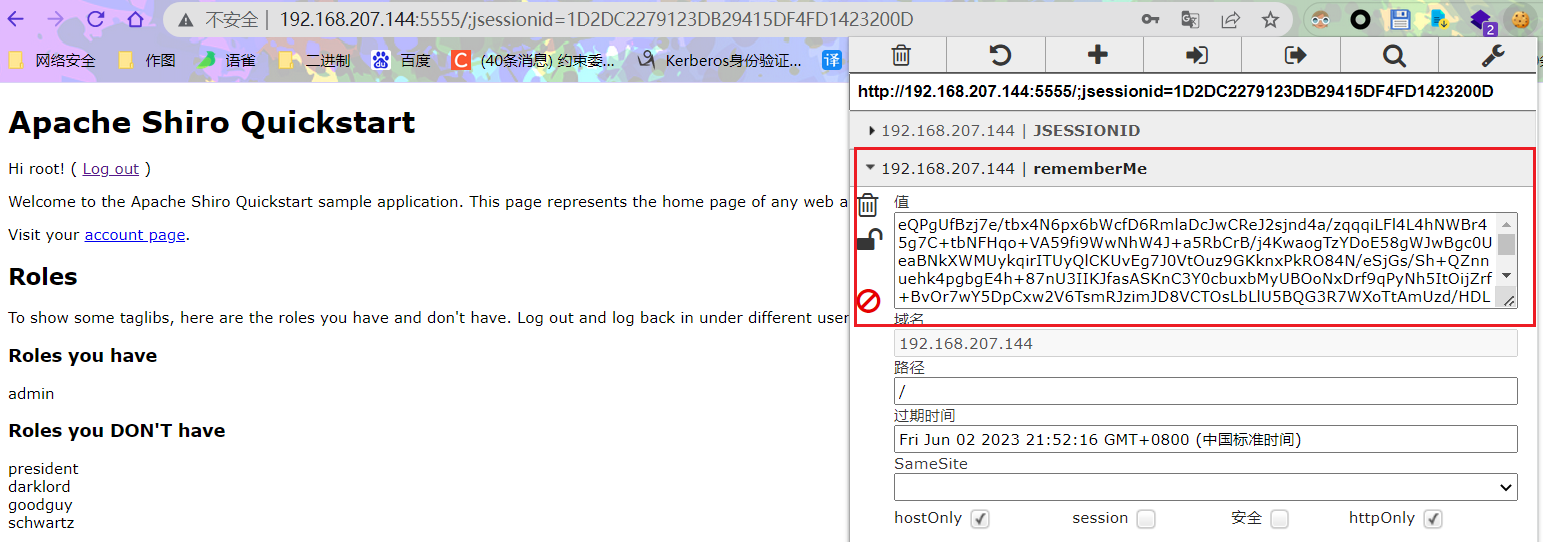 不安全 | 192.168.207.144:5555/;jsessionid=1D2DC2279123DB29415DF4FD1423200D
2
网络安全 作图 语雀 二进制 百度 C (40条消息) 约束委... Kerberos身份验证... 译
http://192.168.207.144:5555/;jsessionid=1D2DC2279123DB29415DF4FD1423200D
192.168.207.144 | JSESSIONID
192.168.207.144 | rememberMe
值
eQPgUfBzj7e/tbx4N6px6bWcfD6RmlaDcJwCReJ2sjnd4a/zqqqiLFl4L4hNWBr4
5g7C+tbNFHqo+VA59fi9WwNhW4J+a5RbCrB/j4KwaogTzYDoE58gWJwBgc0U
eaBNkXWMUykqirITUyQlCKUvEg7J0VtOuz9GKknxPkRO84N/eSjGs/Sh+QZnn
uehk4pgbgE4h+87nU3IIKJfasASKnC3Y0cbuxbMyUBOoNxDrf9qPyNh5ItOijZrf
+BvOr7wY5DpCxw2V6TsmRJzimJD8VCTOsLbLlU5BQG3R7WXoTtAmUzd/HDL
域名
192.168.207.144
路径
/
过期时间
Fri Jun 02 2023 21:52:16 GMT+0800 (中国标准时间)
SameSite
hostOnly session 安全 httpOnly
Apache Shiro Quickstart
Hi root! ( Log out )
Welcome to the Apache Shiro Quickstart sample application. This page represents the home page of any web a
Visit your account page.
Roles
To show some taglibs, here are the roles you have and don't have. Log out and log back in under different user
Roles you have
admin
Roles you DON'T have
president
darklord
goodguy
schwartz